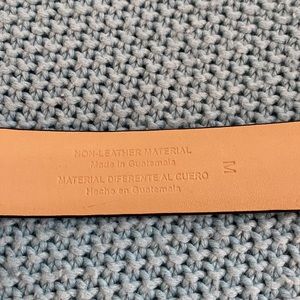 NON-LEATHER MATERIAL
Made in Guatemala
MATERIAL DIFERENTE AL CUERO
Hecho en Guatemala
M